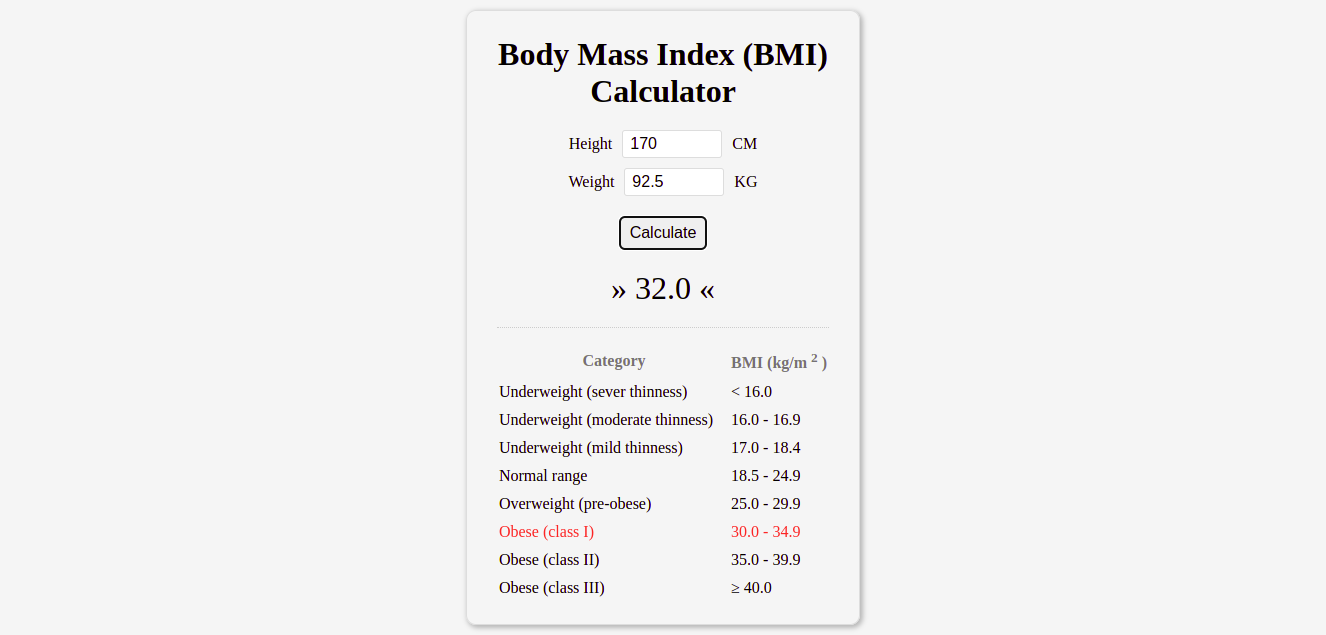 Body Mass Index (BMI)
Calculator
Height 170 CM
Weight 92.5 KG
Calculate
» 32.0 «
Category BMI (kg/m 2 )
Underweight (sever thinness) < 16.0
Underweight (moderate thinness) 16.0 - 16.9
Underweight (mild thinness) 17.0 - 18.4
Normal range 18.5 - 24.9
Overweight (pre-obese) 25.0 - 29.9
Obese (class I) 30.0 - 34.9
Obese (class II) 35.0 - 39.9
Obese (class III) ≥ 40.0